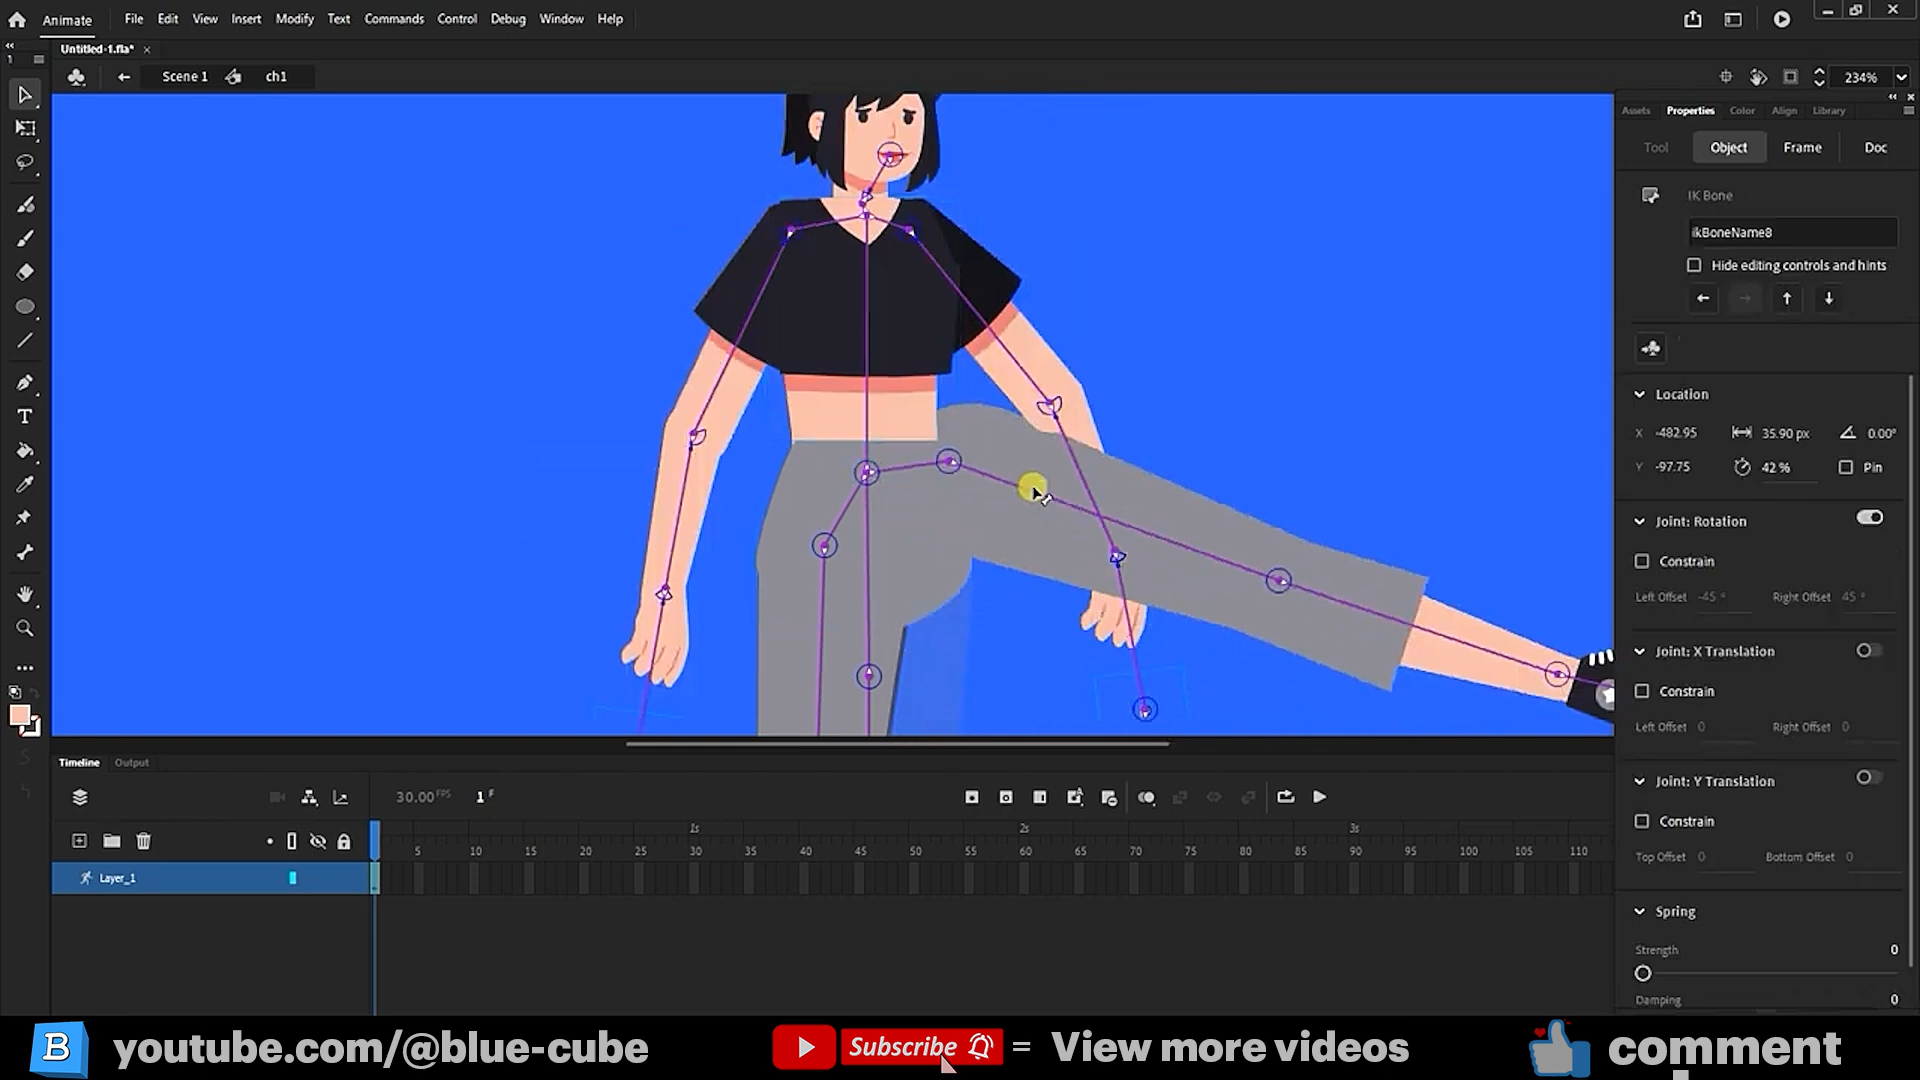 Animate File Edit View Insert Modify Text Commands Control Debug Window Help
Untitled-1.fla*
1
Scene 1 ch1 234%
Assets Properties Color Align Library
Tool Object Frame Doc
IK Bone
ikBoneName8
Hide editing controls and hints
Location
X -482.95 35.90 px 0.00°
Y -97.75 42 % Pin
Joint: Rotation
Constrain
Left Offset -45 ° Right Offset 45 °
Joint: X Translation
Constrain
Left Offset 0 Right Offset 0
Joint: Y Translation
Constrain
Top Offset 0 Bottom Offset 0
Spring
Strength 0
Damping 0
Timeline Output
30.00 FPS 1 F
1s 2s 3s
5 10 15 20 25 30 35 40 45 50 55 60 65 70 75 80 85 90 95 100 105 110
Layer_1
B youtube.com/@blue-cube Subscribe = View more videos comment